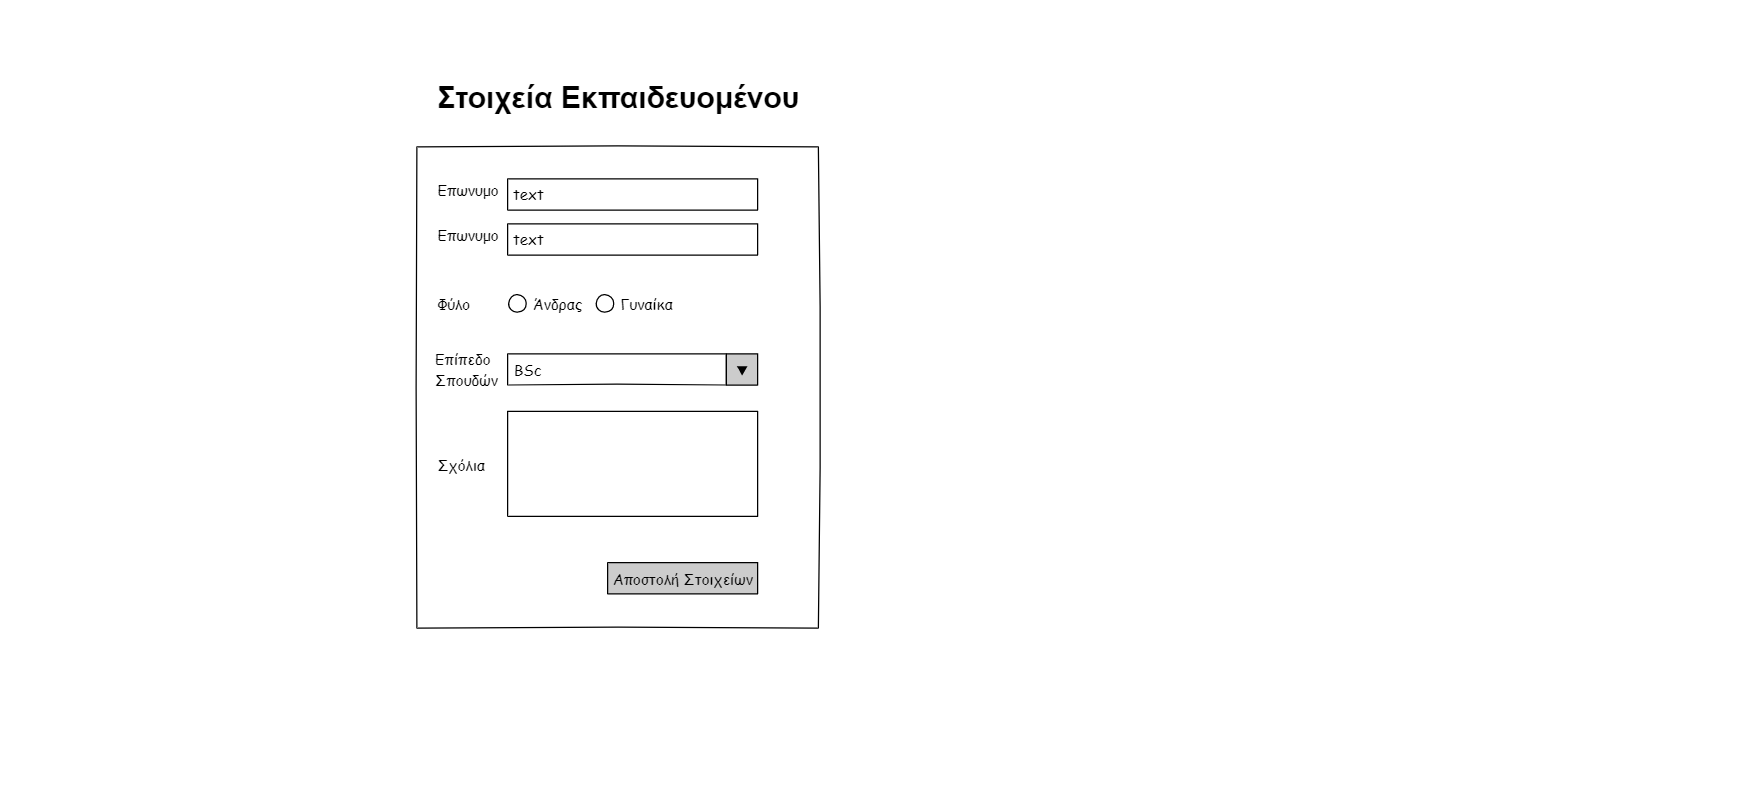 Στοιχεία Εκπαιδευομένου
Επωνυμο text
Επωνυμο text
Φύλο Άνδρας Γυναίκα
Επίπεδο
Σπουδών
BSc
Σχόλια
Αποστολή Στοιχείων